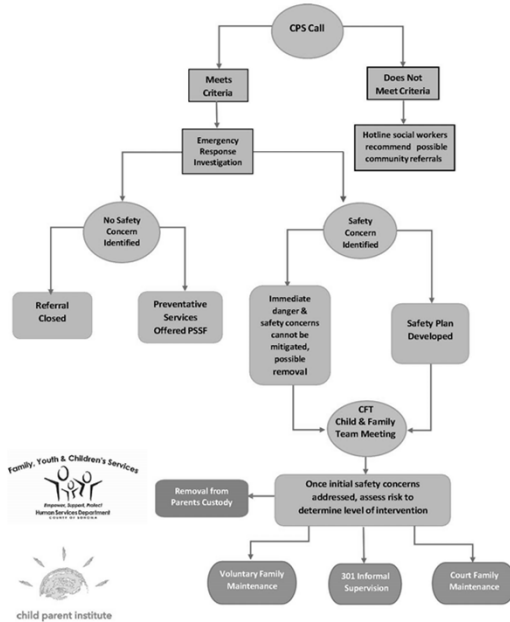 CPS Call
Meets
Criteria
Does Not
Meet Criteria
Emergency
Response
Investigation
Hotline social workers
recommend possible
community referrals
No Safety
Concern
Identified
Safety
Concern
Identified
Referral
Closed
Preventative
Services
Offered PSSF
Immediate
danger &
safety concerns
cannot be
mitigated,
possible
removal
Safety Plan
Developed
CFT
Child & Family
Team Meeting
Once initial safety concerns
addressed, assess risk to
determine level of intervention
Removal from
Parents Custody
Voluntary Family
Maintenance
301 Informal
Supervision
Court Family
Maintenance
Family, Youth & Children's Services
Empower, Support, Protect
Human Services Department
COUNTY OF SONOMA
child parent institute